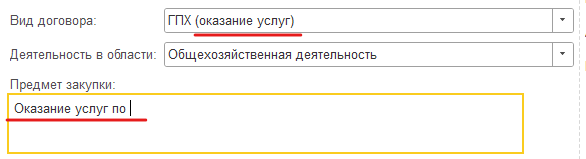 Вид договора: ГПХ (оказание услуг)
Деятельность в области: Общехозяйственная деятельность
Предмет закупки:
Оказание услуг по